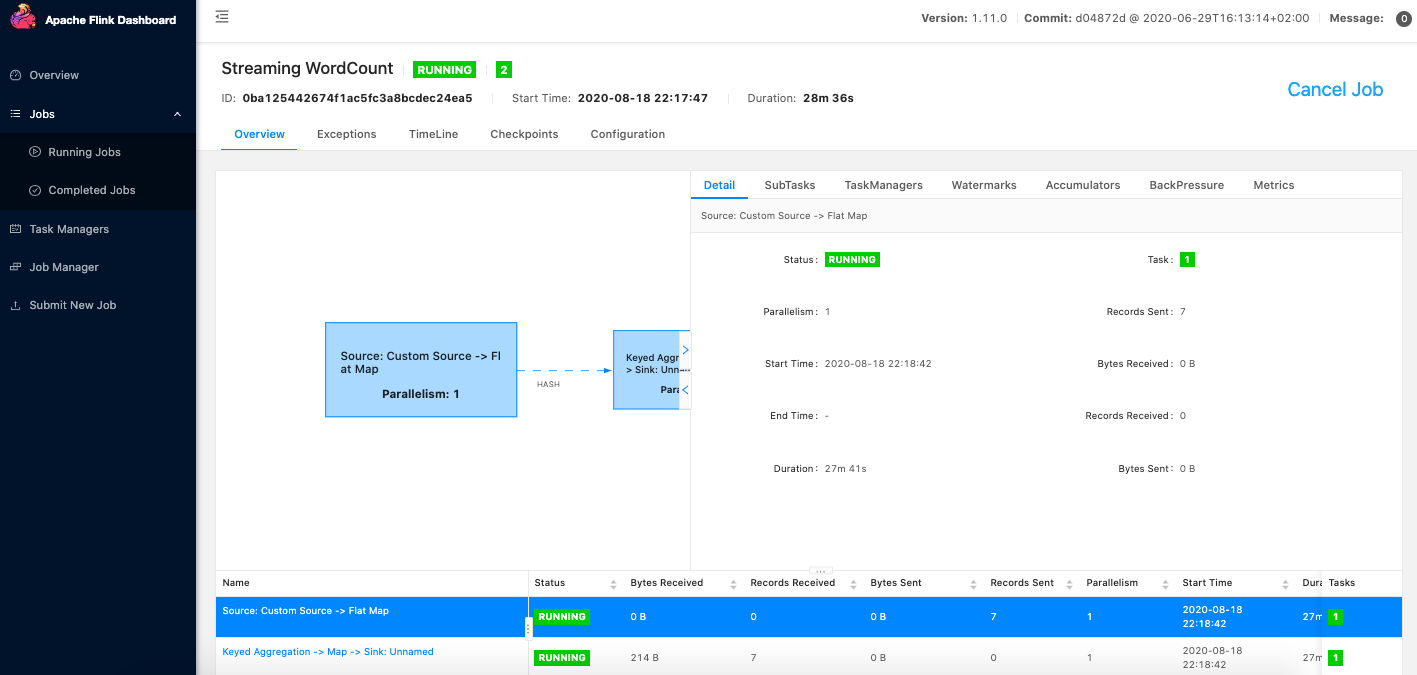 Apache Flink Dashboard
Version: 1.11.0 Commit: d04872d @ 2020-06-29T16:13:14+02:00 Message: 0
Overview
Jobs
Running Jobs
Completed Jobs
Task Managers
Job Manager
Submit New Job
Streaming WordCount RUNNING 2
ID: 0ba125442674f1ac5fc3a8bcdec24ea5 Start Time: 2020-08-18 22:17:47 Duration: 28m 36s
Cancel Job
Overview Exceptions TimeLine Checkpoints Configuration
Source: Custom Source -> Fl
at Map
Parallelism: 1
HASH
Keyed Aggr
> Sink: Unn
Para
Detail SubTasks TaskManagers Watermarks Accumulators BackPressure Metrics
Source: Custom Source -> Flat Map
Status: RUNNING Task: 1
Parallelism: 1 Records Sent: 7
Start Time: 2020-08-18 22:18:42 Bytes Received: 0 B
End Time: - Records Received: 0
Duration: 27m 41s Bytes Sent: 0 B
Name Status Bytes Received Records Received Bytes Sent Records Sent Parallelism Start Time Dura Tasks
Source: Custom Source -> Flat Map RUNNING 0 B 0 0 B 7 1 2020-08-18 22:18:42 27m 1
Keyed Aggregation -> Map -> Sink: Unnamed RUNNING 214 B 7 0 B 0 1 2020-08-18 22:18:42 27m 1